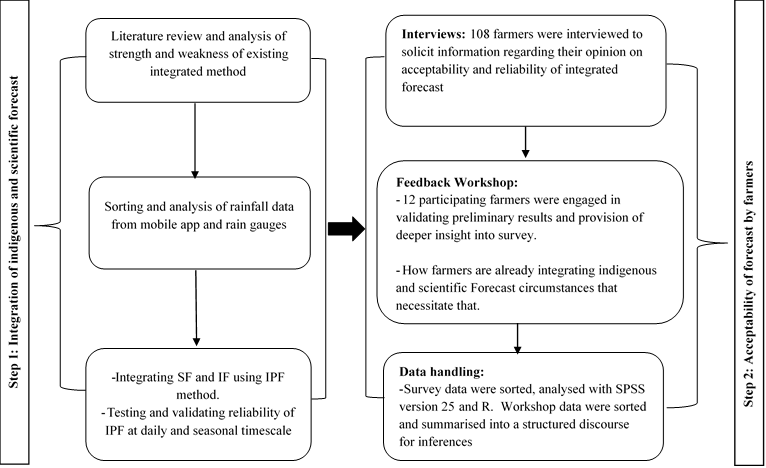 Step 1: Integration of indigenous and scientific forecast
Literature review and analysis of
strength and weakness of existing
integrated method
Sorting and analysis of rainfall data
from mobile app and rain gauges
-Integrating SF and IF using IPF
method.
- Testing and validating reliability of
IPF at daily and seasonal timescale
Interviews: 108 farmers were interviewed to
solicit information regarding their opinion on
acceptability and reliability of integrated
forecast
Feedback Workshop:
- 12 participating farmers were engaged in
validating preliminary results and provision of
deeper insight into survey.
- How farmers are already integrating indigenous
and scientific Forecast circumstances that
necessitate that.
Data handling:
-Survey data were sorted, analysed with SPSS
version 25 and R. Workshop data were sorted
and summarised into a structured discourse
for inferences
Step 2: Acceptability of forecast by farmers